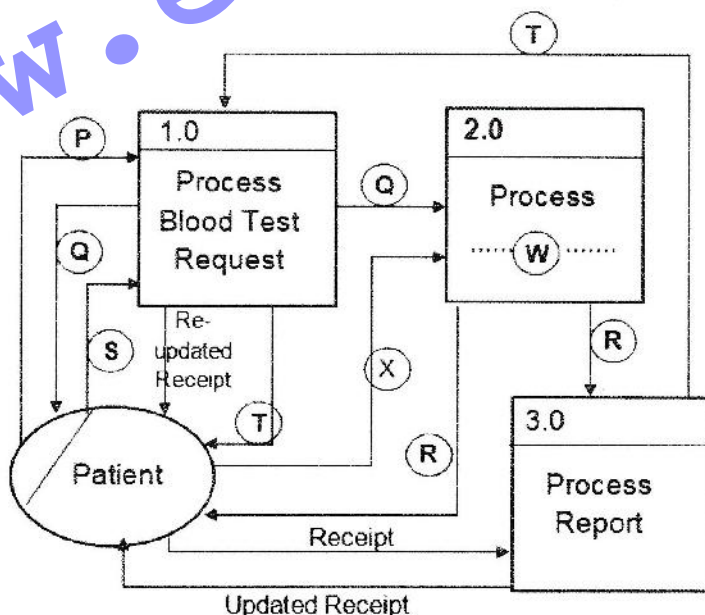 w.e
T
P
1.0
Process
Blood Test
Request
Q
2.0
Process
W
Q
S
Re-
updated
Receipt
X
R
T
R
3.0
Process
Report
Patient
Receipt
Updated Receipt